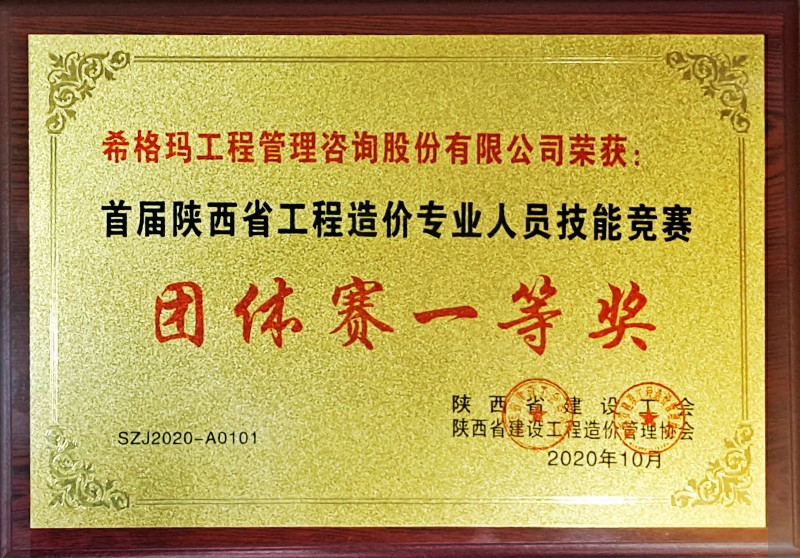 希格玛工程管理咨询股份有限公司荣获：
首届陕西省工程造价专业人员技能竞赛
团体赛一等奖
陕西省建设工会
陕西省建设工程造价管理协会
SZJ2020-A0101
2020年10月